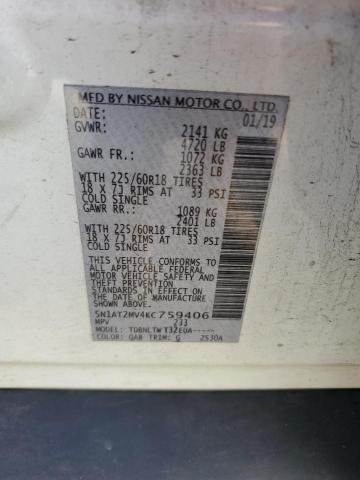 MFD BY NISSAN MOTOR CO., LTD.
DATE: 01/19
GVWR: 2141 KG
4720 LB
GAWR FR.: 1072 KG
2363 LB
WITH 225/60R18 TIRES
18 X 7J RIMS AT 33 PSI
COLD SINGLE
GAWR RR.: 1089 KG
2401 LB
WITH 225/60R18 TIRES
18 X 7J RIMS AT 33 PSI
COLD SINGLE
THIS VEHICLE CONFORMS TO ALL
APPLICABLE U.S. FEDERAL
MOTOR VEHICLE SAFETY
AND THEFT PREVENTION
STANDARDS IN EFFECT ON
THE DATE OF MANUFACTURE
SHOWN ABOVE.
5N1AT2MV4KC759406
MPV 233
MODEL: TDBNLTWT32EUA-----
COLOR: QAB TRIM: G 2530A